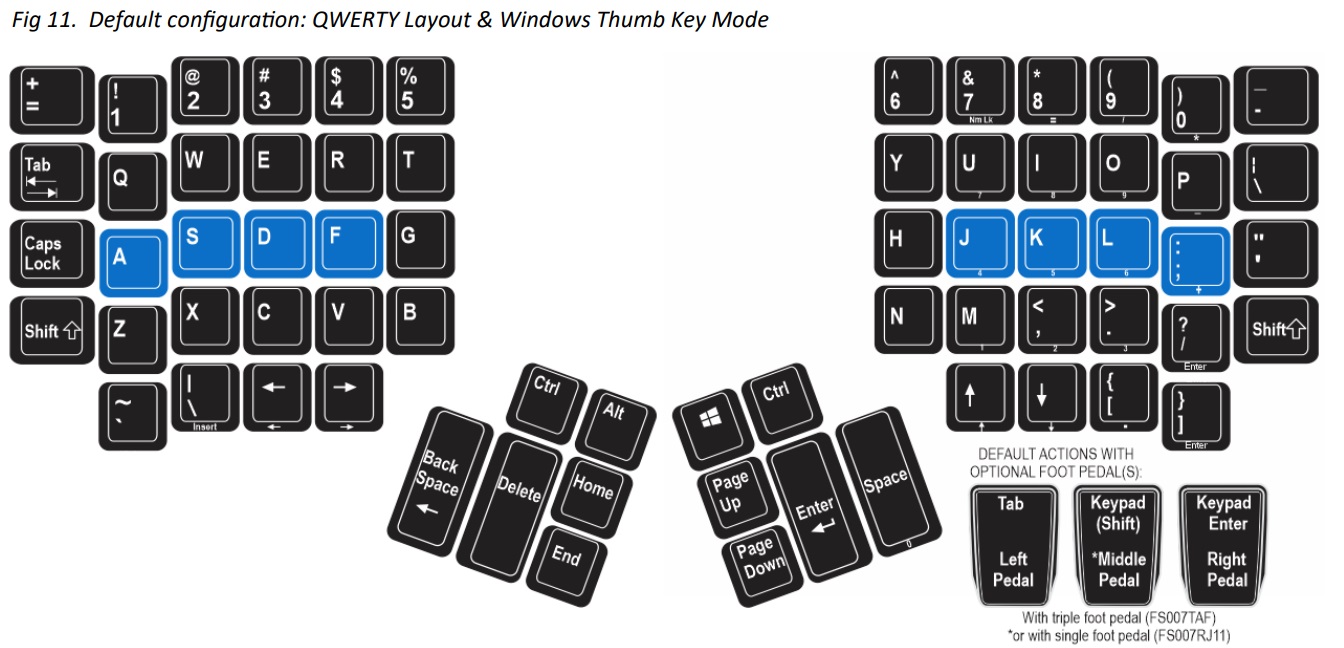 Fig 11.  Default configuration: QWERTY Layout & Windows Thumb Key Mode
+
=
!
1
@
2
#
3
$
4
%
5
Tab
Q
W
E
R
T
Caps
Lock
A
S
D
F
G
Shift ⇧
Z
X
C
V
B
~
`
|
\
Insert
←
←
→
→
^
6
&
7
Nm Lk
*
8
=
(
9
/
)
0
*
_
-
Y
U
7
I
8
O
9
P
–
¦
\
H
J
4
K
5
L
6
:
;
+
"
'
N
M
1
<
,
2
>
.
3
?
/
Enter
Shift⇧
↑
↑
↓
↓
{
[
.
}
]
Enter
Ctrl
Alt
Back
Space
←
Delete
Home
End
Ctrl
Page
Up
Page
Down
Enter
↵
Space
0
DEFAULT ACTIONS WITH
OPTIONAL FOOT PEDAL(S):
Tab
Left
Pedal
Keypad
(Shift)
*Middle
Pedal
Keypad
Enter
Right
Pedal
With triple foot pedal (FS007TAF)
*or with single foot pedal (FS007RJ11)